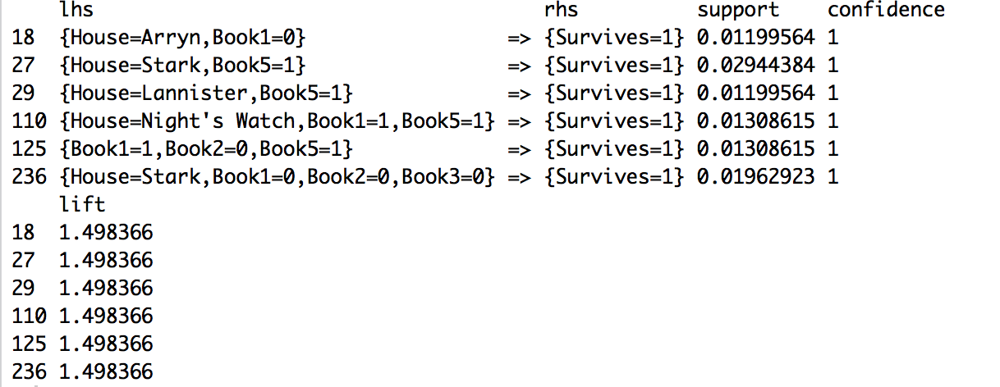 lhs rhs support confidence
18 {House=Arryn,Book1=0} => {Survives=1} 0.01199564 1
27 {House=Stark,Book5=1} => {Survives=1} 0.02944384 1
29 {House=Lannister,Book5=1} => {Survives=1} 0.01199564 1
110 {House=Night's Watch,Book1=1,Book5=1} => {Survives=1} 0.01308615 1
125 {Book1=1,Book2=0,Book5=1} => {Survives=1} 0.01308615 1
236 {House=Stark,Book1=0,Book2=0,Book3=0} => {Survives=1} 0.01962923 1
lift
18 1.498366
27 1.498366
29 1.498366
110 1.498366
125 1.498366
236 1.498366